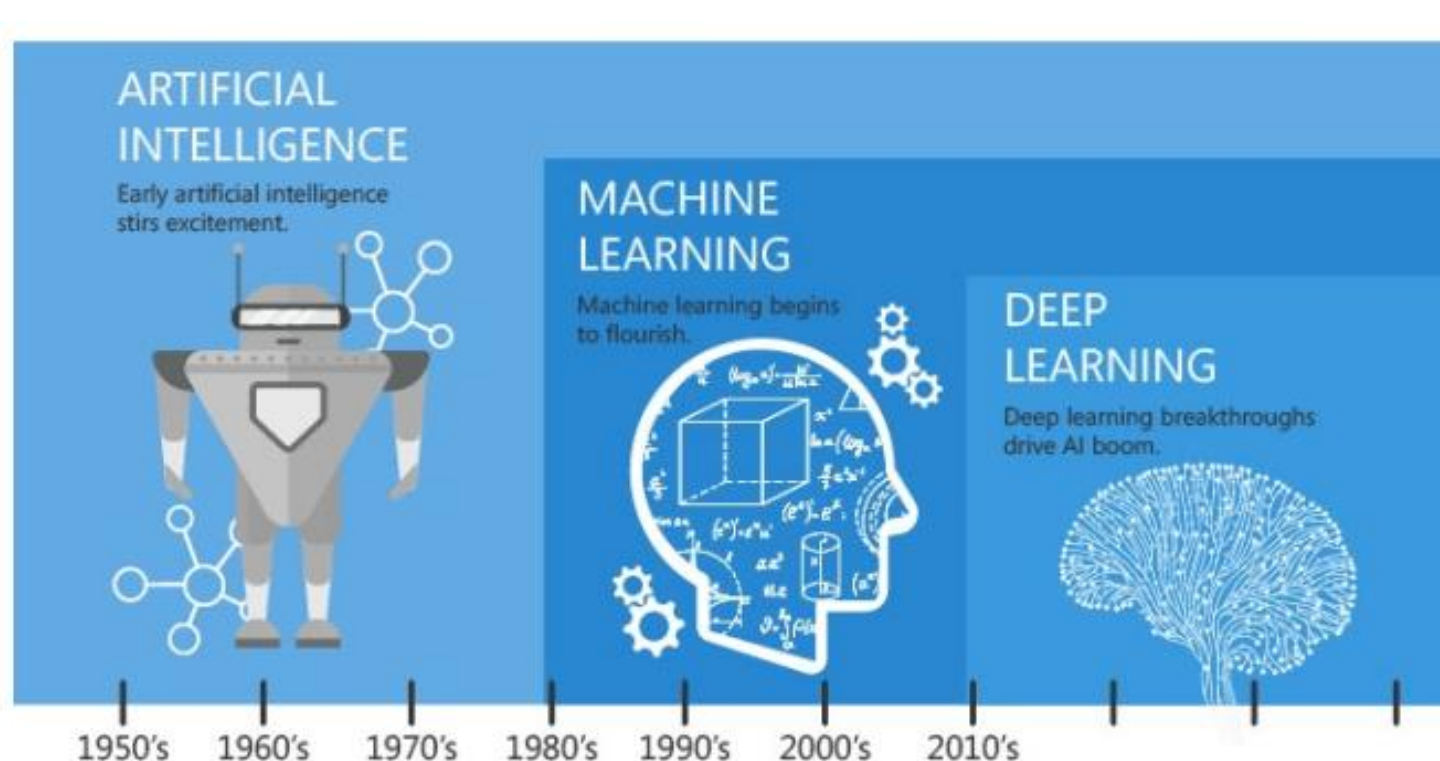 ARTIFICIAL
INTELLIGENCE
Early artificial intelligence
stirs excitement.
MACHINE
LEARNING
Machine learning begins
to flourish.
DEEP
LEARNING
Deep learning breakthroughs
drive AI boom.
1950's 1960's 1970's 1980's 1990's 2000's 2010's